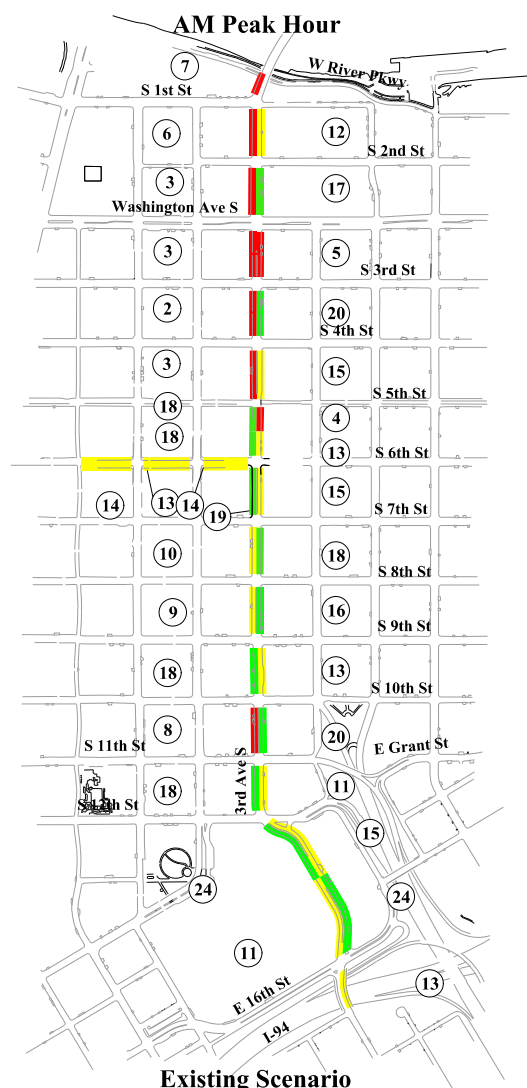 AM Peak Hour
W River Pkwy
7
S 1st St
6
12
S 2nd St
3
17
Washington Ave S
3
5
S 3rd St
2
20
S 4th St
3
15
S 5th St
18
4
18
13
S 6th St
14
13
14
19
15
S 7th St
10
18
S 8th St
9
16
S 9th St
18
13
S 10th St
8
20
S 11th St
E Grant St
3rd Ave S
18
11
S 12th St
15
24
24
11
13
E 16th St
I-94
Existing Scenario